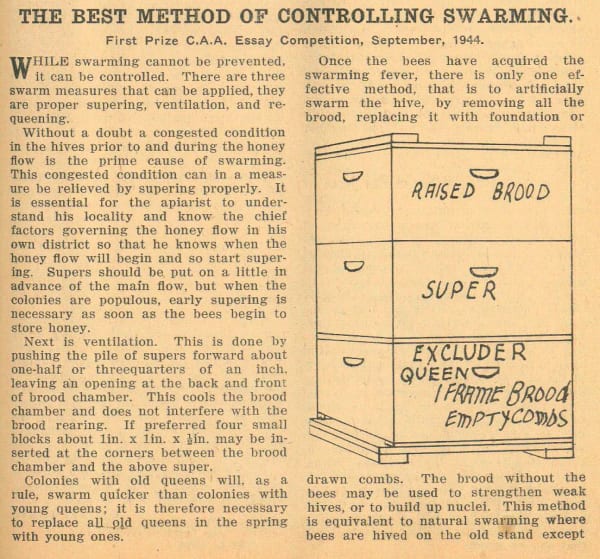 THE BEST METHOD OF CONTROLLING SWARMING.
First Prize C.A.A. Essay Competition, September, 1944.
WHILE swarming cannot be prevented,
it can be controlled. There are three
swarm measures that can be applied, they
are proper supering, ventilation, and re-
queening.
Without a doubt a congested condition
in the hives prior to and during the honey
flow is the prime cause of swarming.
This congested condition can in a meas-
ure be relieved by supering properly. It
is essential for the apiarist to under-
stand his locality and know the chief
factors governing the honey flow in his
own district so that he knows when the
honey flow will begin and so start super-
ing. Supers should be put on a little in
advance of the main flow, but when the
colonies are populous, early supering is
necessary as soon as the bees begin to
store honey.
Next is ventilation. This is done by
pushing the pile of supers forward about
one-half or threequarters of an inch,
leaving an opening at the back and front
of brood chamber. This cools the brood
chamber and does not interfere with the
brood rearing. If preferred four small
blocks about 1in. x 1in. x ½in. may be in-
serted at the corners between the brood
chamber and the above super.
Colonies with old queens will, as a
rule, swarm quicker than colonies with
young queens; it is therefore necessary
to replace all old queens in the spring
with young ones.
Once the bees have acquired the
swarming fever, there is only one ef-
fective method, that is to artificially
swarm the hive, by removing all the
brood, replacing it with foundation or
RAISED BROOD
SUPER
EXCLUDER
QUEEN
1 FRAME BROOD
EMPTY COMBS
drawn combs. The brood without the
bees may be used to strengthen weak
hives, or to build up nuclei. This method
is equivalent to natural swarming where
bees are hived on the old stand except